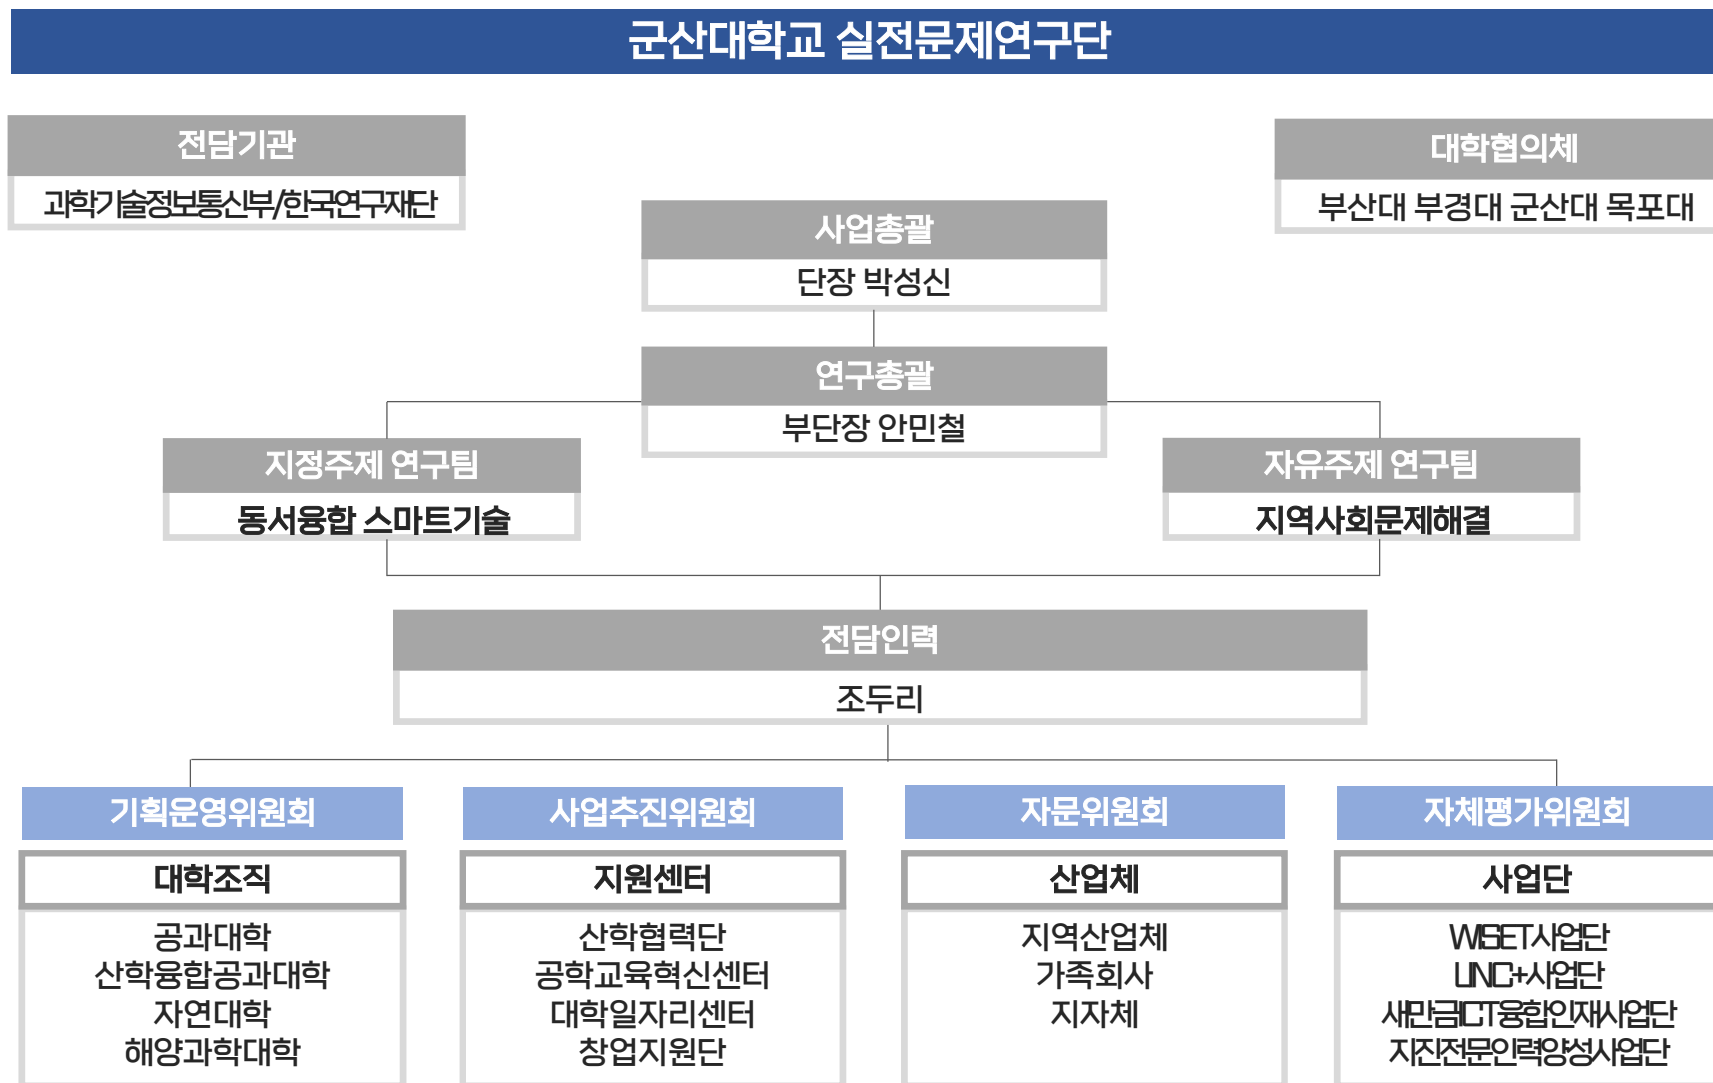 군산대학교 실전문제연구단
전담기관
과학기술정보통신부/한국연구재단
대학협의체
부산대 부경대 군산대 목포대
사업총괄
단장 박성신
연구총괄
부단장 안민철
지정주제 연구팀
동서융합 스마트기술
자유주제 연구팀
지역사회문제해결
전담인력
조두리
기획운영위원회
대학조직
공과대학
산학융합공과대학
자연대학
해양과학대학
사업추진위원회
지원센터
산학협력단
공학교육혁신센터
대학일자리센터
창업지원단
자문위원회
산업체
지역산업체
가족회사
지자체
자체평가위원회
사업단
WISET사업단
LINC+사업단
새만금ICT융합인재사업단
지진전문인력양성사업단